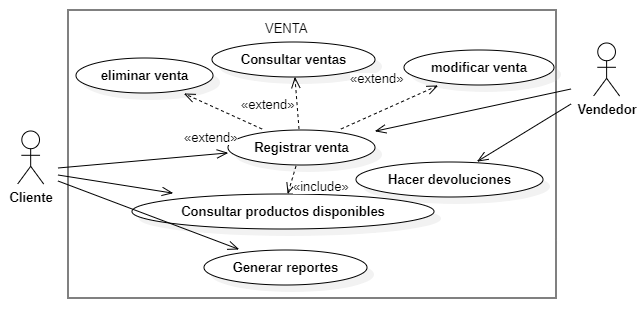 VENTA
Consultar ventas
eliminar venta
modificar venta
«extend»
«extend»
Vendedor
«extend»
Registrar venta
Hacer devoluciones
«include»
Cliente
Consultar productos disponibles
Generar reportes